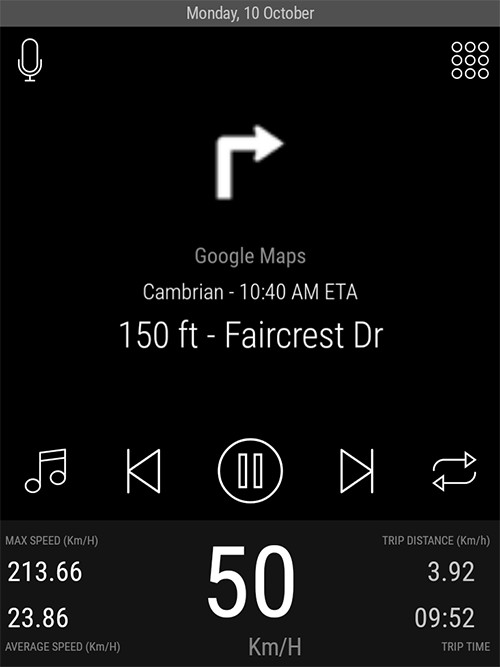 Monday, 10 October
Google Maps
Cambrian - 10:40 AM ETA
150 ft - Faircrest Dr
MAX SPEED (Km/H)
213.66
23.86
AVERAGE SPEED (Km/H)
50
Km/H
TRIP DISTANCE (Km/h)
3.92
09:52
TRIP TIME